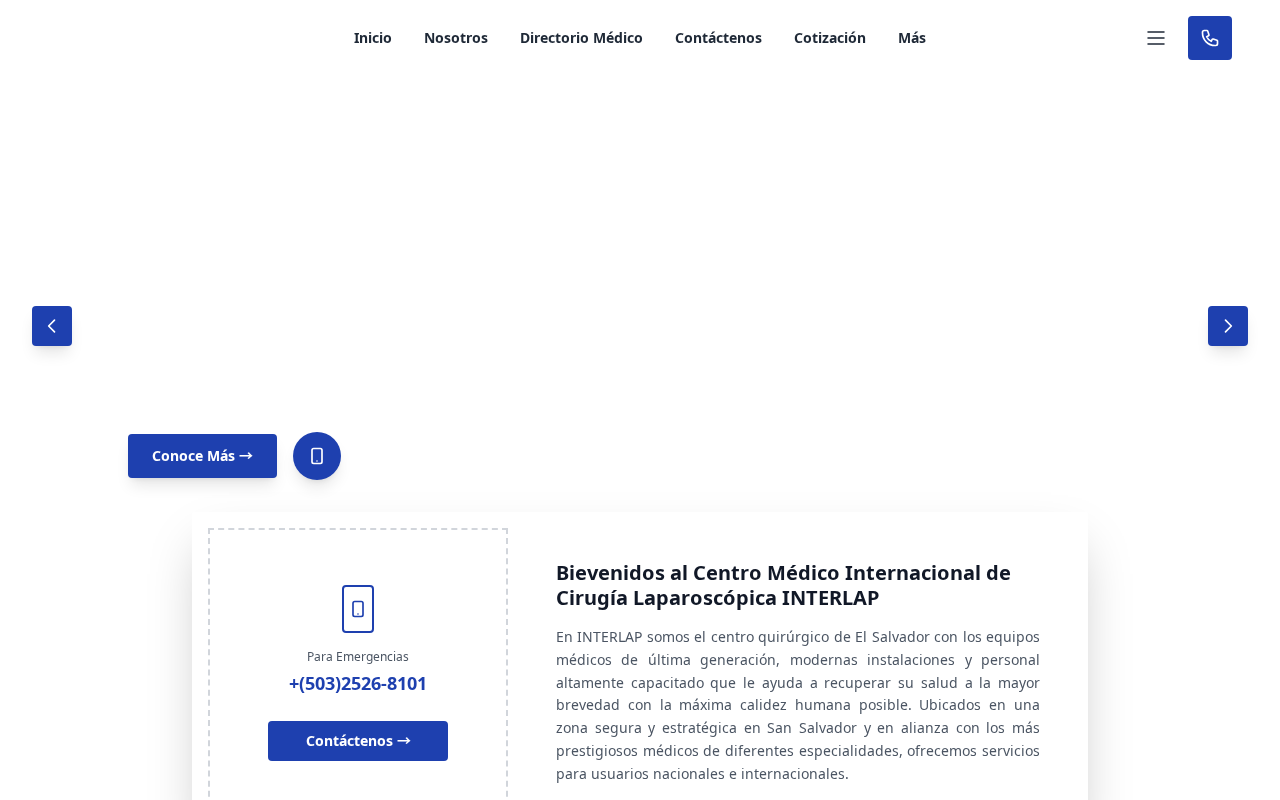 Inicio
Nosotros
Directorio Médico
Contáctenos
Cotización
Más
Conoce Más →
Para Emergencias
+(503)2526-8101
Contáctenos →
Bievenidos al Centro Médico Internacional de
Cirugía Laparoscópica INTERLAP
En INTERLAP somos el centro quirúrgico de El Salvador con los equipos
médicos de última generación, modernas instalaciones y personal
altamente capacitado que le ayuda a recuperar su salud a la mayor
brevedad con la máxima calidez humana posible. Ubicados en una
zona segura y estratégica en San Salvador y en alianza con los más
prestigiosos médicos de diferentes especialidades, ofrecemos servicios
para usuarios nacionales e internacionales.